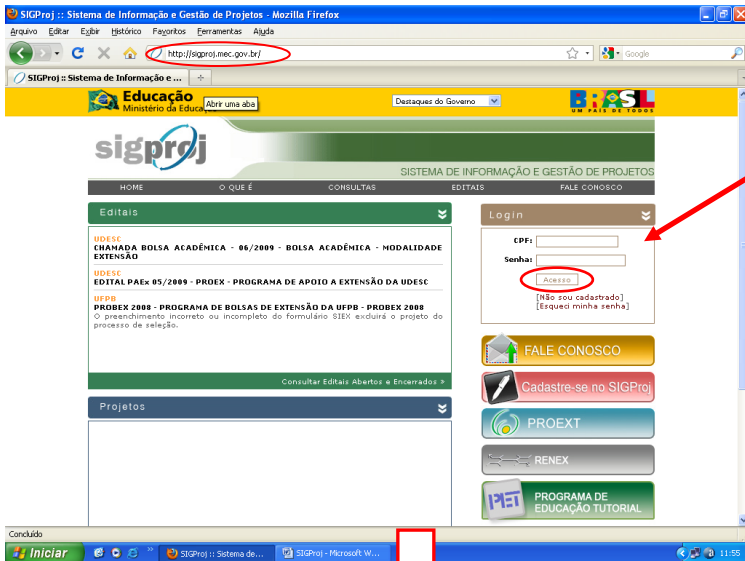 SIGProj :: Sistema de Informação e Gestão de Projetos - Mozilla Firefox
Arquivo Editar Exibir Histórico Favoritos Ferramentas Ajuda
http://sigproj.mec.gov.br/
Google
SIGProj :: Sistema de Informação e ...
Educação
Ministério da Educação
Abrir uma aba
Destaques do Governo
BRASIL
UM PAÍS DE TODOS
sigproj
SISTEMA DE INFORMAÇÃO E GESTÃO DE PROJETOS
HOME O QUE É CONSULTAS EDITAIS FALE CONOSCO
Editais
UDESC
CHAMADA BOLSA ACADÉMICA - 06/2009 - BOLSA ACADÉMICA - MODALIDADE
EXTENSÃO
UDESC
EDITAL PAEx 05/2009 - PROEX - PROGRAMA DE APOIO A EXTENSÃO DA UDESC
UFPB
PROBEX 2008 - PROGRAMA DE BOLSAS DE EXTENSÃO DA UFPB - PROBEX 2008
O preenchimento incorreto ou incompleto do formulário SIEX excluirá o projeto do
processo de seleção.
Consultar Editais Abertos e Encerrados »
Projetos
Login
CPF:
Senha:
Acesso
[Não sou cadastrado]
[Esqueci minha senha]
FALE CONOSCO
Cadastre-se no SIGProj
PROEXT
RENEX
PET
PROGRAMA DE
EDUCAÇÃO TUTORIAL
Concluído
Iniciar
SIGProj :: Sistema de...
SIGProj - Microsoft W...
11:55